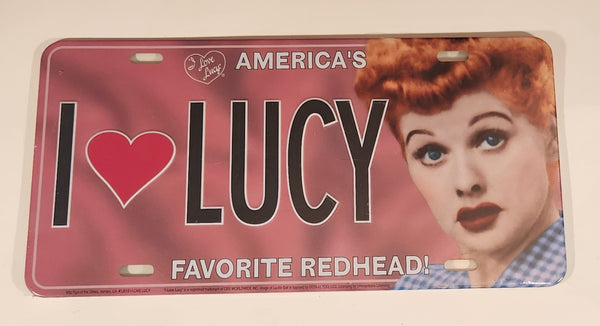 I Love
Lucy
AMERICA'S
I ♥ LUCY
FAVORITE REDHEAD!